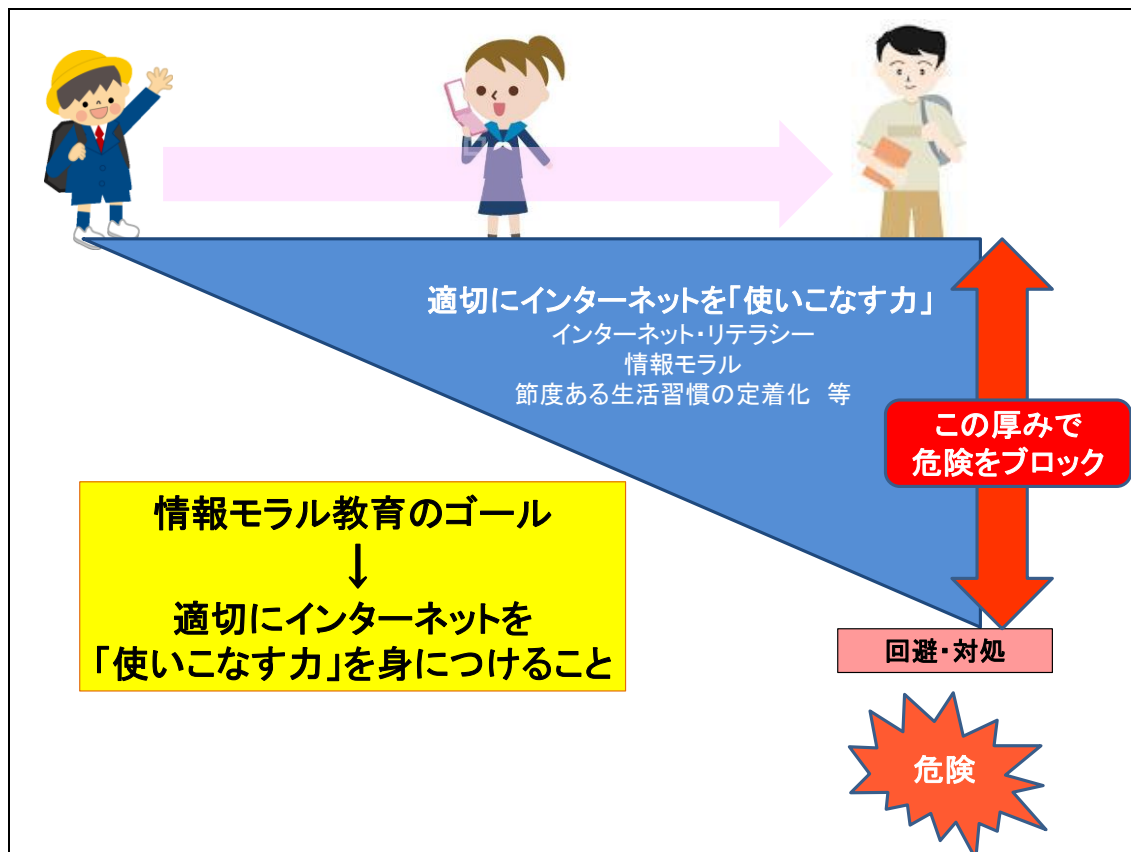 適切にインターネットを「使いこなす力」
インターネット・リテラシー
情報モラル
節度ある生活習慣の定着化　等
この厚みで
危険をブロック
情報モラル教育のゴール
↓
適切にインターネットを
「使いこなす力」を身につけること
回避・対処
危険